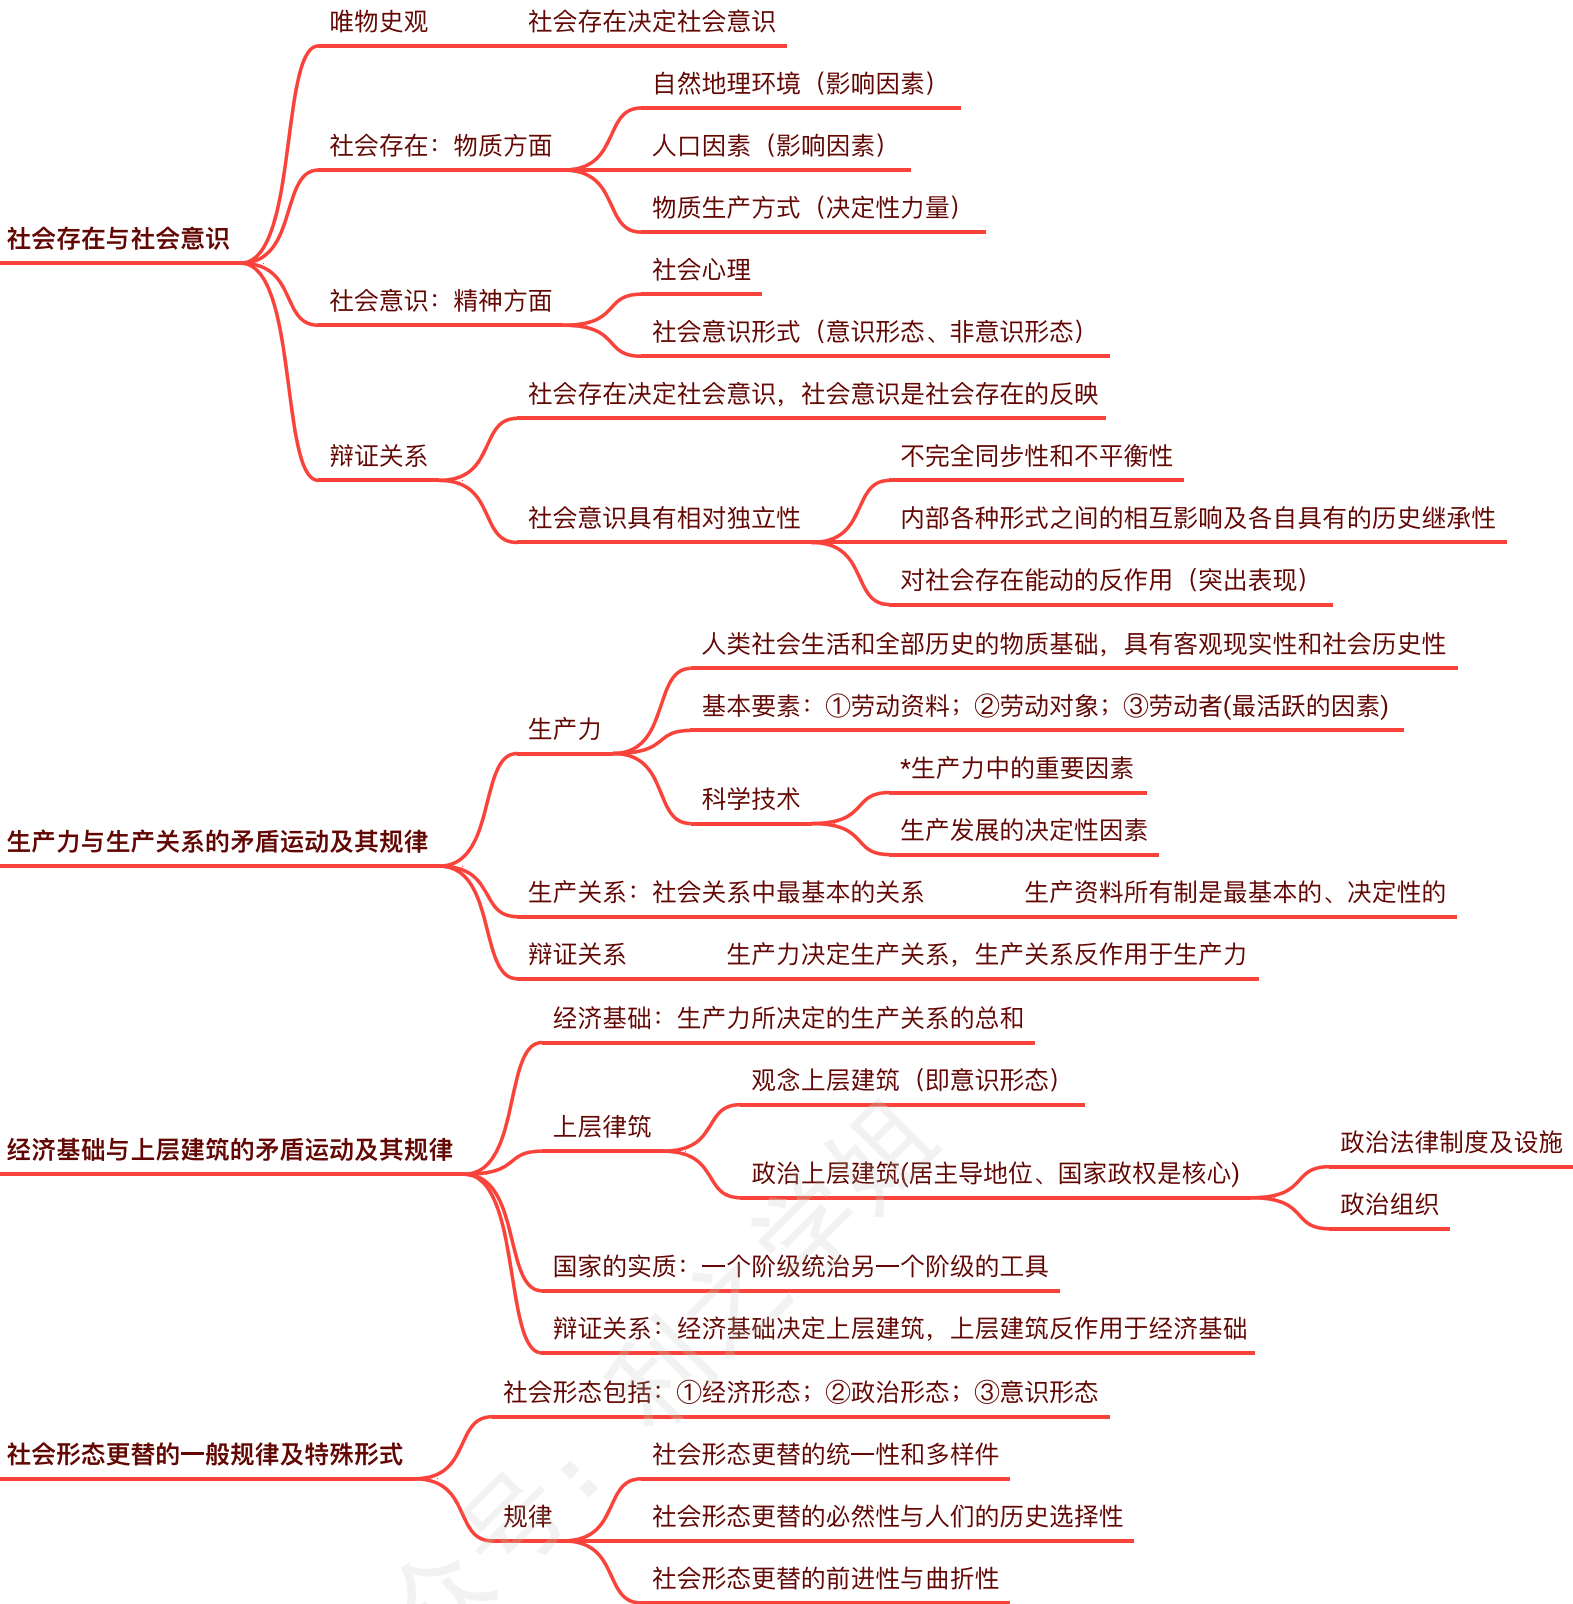 唯物史观 社会存在决定社会意识
自然地理环境（影响因素）
社会存在：物质方面
人口因素（影响因素）
物质生产方式（决定性力量）
社会存在与社会意识
社会心理
社会意识：精神方面
社会意识形式（意识形态、非意识形态）
社会存在决定社会意识，社会意识是社会存在的反映
辩证关系
不完全同步性和不平衡性
社会意识具有相对独立性
内部各种形式之间的相互影响及各自具有的历史继承性
对社会存在能动的反作用（突出表现）
人类社会生活和全部历史的物质基础，具有客观现实性和社会历史性
基本要素：①劳动资料；②劳动对象；③劳动者(最活跃的因素)
生产力
*生产力中的重要因素
科学技术
生产发展的决定性因素
生产力与生产关系的矛盾运动及其规律
生产关系：社会关系中最基本的关系 生产资料所有制是最基本的、决定性的
辩证关系 生产力决定生产关系，生产关系反作用于生产力
经济基础：生产力所决定的生产关系的总和
观念上层建筑（即意识形态）
上层律筑
政治法律制度及设施
经济基础与上层建筑的矛盾运动及其规律
政治上层建筑(居主导地位、国家政权是核心)
政治组织
国家的实质：一个阶级统治另一个阶级的工具
辩证关系：经济基础决定上层建筑，上层建筑反作用于经济基础
社会形态包括：①经济形态；②政治形态；③意识形态
社会形态更替的一般规律及特殊形式
社会形态更替的统一性和多样件
规律
社会形态更替的必然性与人们的历史选择性
社会形态更替的前进性与曲折性
众号：利之学姐